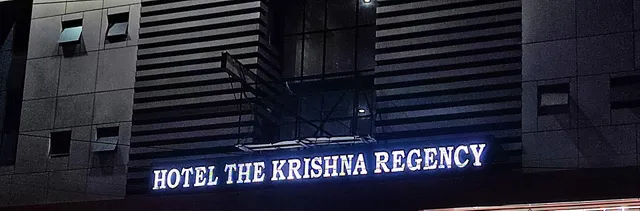 HOTEL THE KRISHNA REGENCY